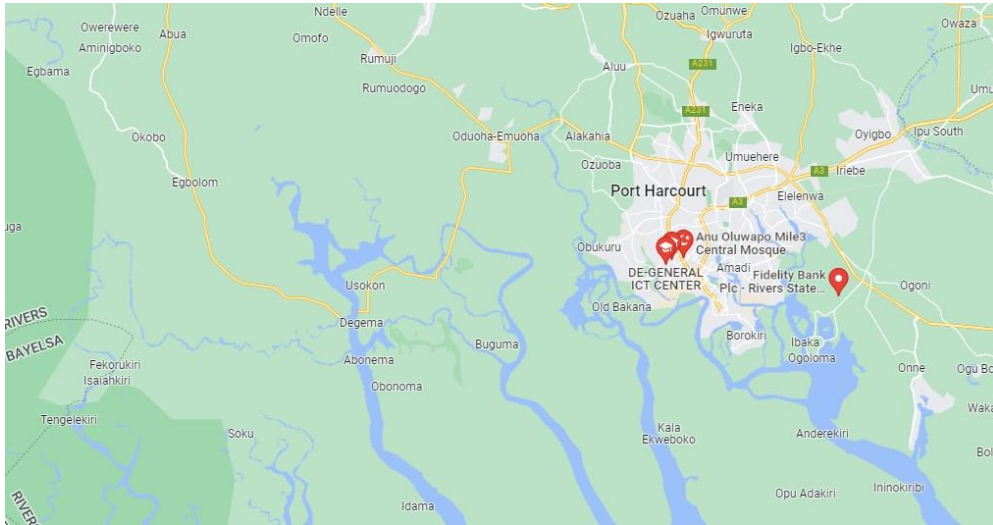 Ndelle
Ozuaha
Omunwe
Owerewere
Abua
Omofo
Igwuruta
Owaza
Aminigboko
Igbo-Ekhe
Egbama
Rumuji
Aluu
A231
Rumuodogo
Umu
A231
Eneka
Okobo
Oduoha-Emuoha
Alakahia
Oyigbo
Ipu South
Ozuoba
Umuehere
Egbolom
A3
Iriebe
Port Harcourt
Elelenwa
A3
uga
Obukuru
Anu Oluwapo Mile3
Central Mosque
DE-GENERAL
ICT CENTER
Amadi
Fidelity Bank
Plc - Rivers State...
Usokon
Ogoni
Old Bakana
RIVERS
BAYELSA
Degema
Borokiri
Ibaka
Buguma
Ogoloma
Fekorukiri
Abonema
Onne
Ogu Bo
Isaiahkiri
Obonoma
Waka
Tengelekiri
Soku
Kala
Ekweboko
Anderekiri
Bol
Opu Adakiri
Ininokiribi
Idama
RIVER